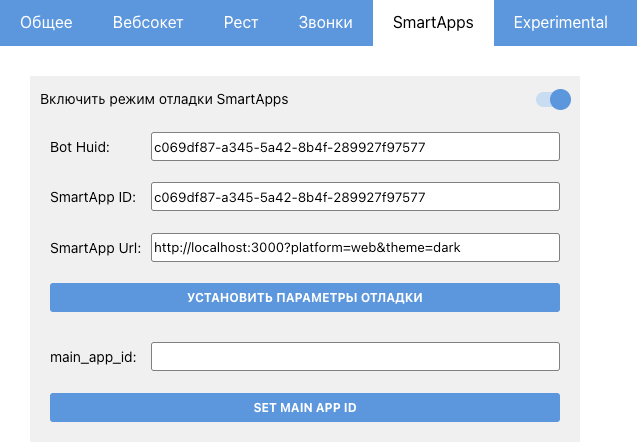 Общее Вебсокет Рест Звонки SmartApps Experimental
Включить режим отладки SmartApps
Bot Huid: c069df87-a345-5a42-8b4f-289927f97577
SmartApp ID: c069df87-a345-5a42-8b4f-289927f97577
SmartApp Url: http://localhost:3000?platform=web&theme=dark
УСТАНОВИТЬ ПАРАМЕТРЫ ОТЛАДКИ
main_app_id:
SET MAIN APP ID